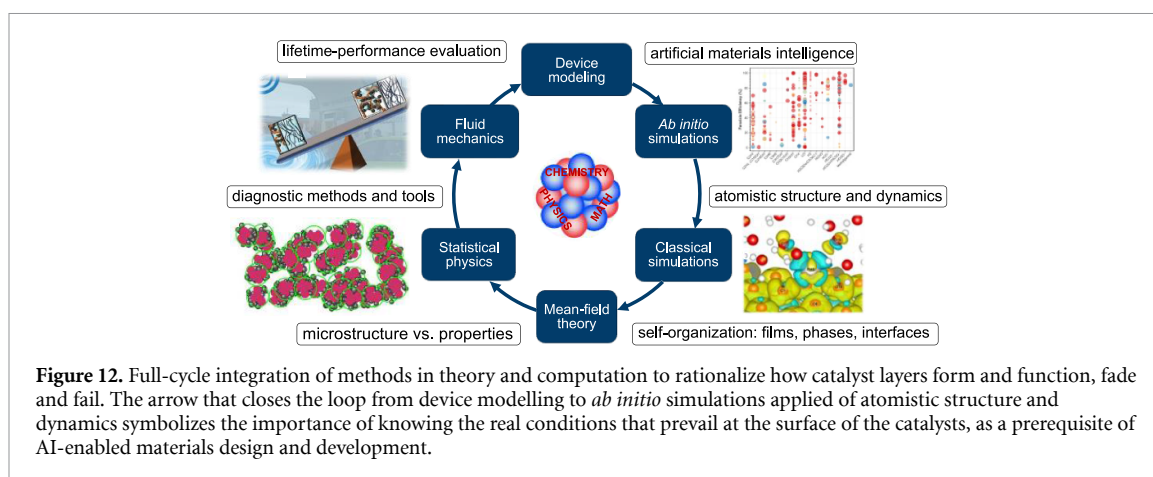 lifetime-performance evaluation
Device
modeling
artificial materials intelligence
Fluid
mechanics
Ab initio
simulations
CHEMISTRY
PHYSICS
MATH
diagnostic methods and tools
atomistic structure and dynamics
Statistical
physics
Classical
simulations
Mean-field
theory
microstructure vs. properties
self-organization: films, phases, interfaces
Figure 12. Full-cycle integration of methods in theory and computation to rationalize how catalyst layers form and function, fade
and fail. The arrow that closes the loop from device modelling to ab initio simulations applied of atomistic structure and
dynamics symbolizes the importance of knowing the real conditions that prevail at the surface of the catalysts, as a prerequisite of
AI-enabled materials design and development.